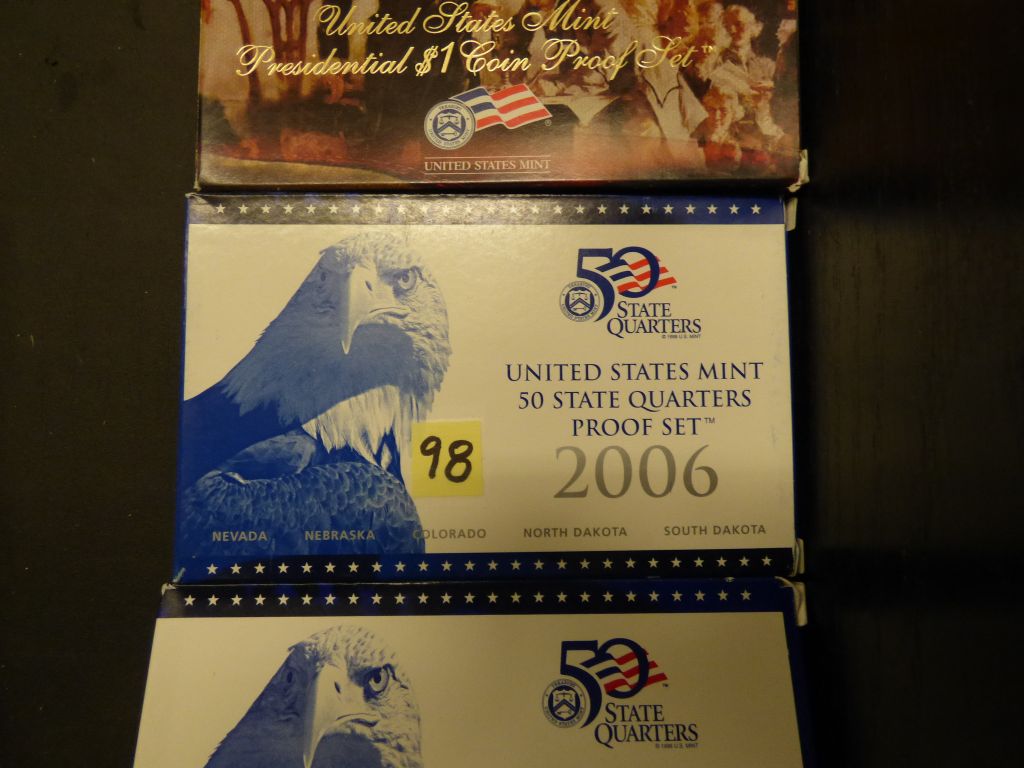 United States Mint
Presidential $1 Coin Proof Set™
UNITED STATES MINT
50
STATE
QUARTERS
UNITED STATES MINT
50 STATE QUARTERS
PROOF SET™
2006
98
NEVADA NEBRASKA COLORADO NORTH DAKOTA SOUTH DAKOTA
50
STATE
QUARTERS